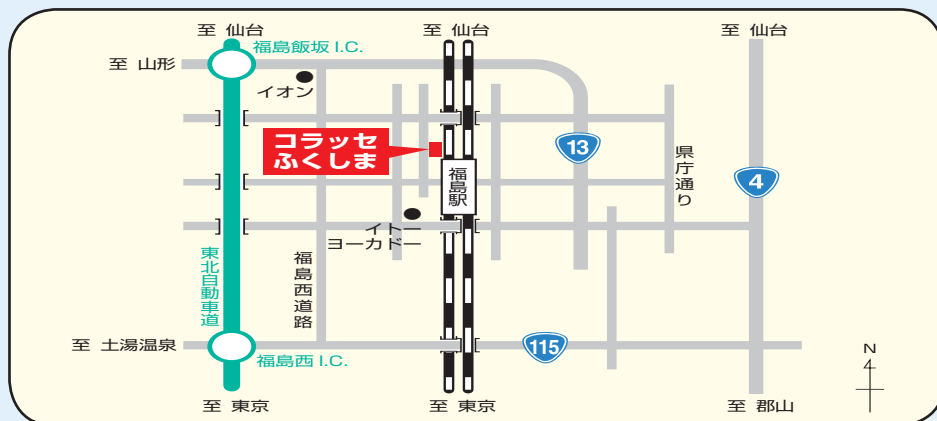 至 仙台
至 仙台
至 仙台
福島飯坂 I.C.
至 山形
イオン
コラッセ
ふくしま
13
福島駅
県庁通り
4
イトー
ヨーカドー
東北自動車道
福島西道路
至 土湯温泉
115
福島西 I.C.
N
至 東京
至 東京
至 郡山